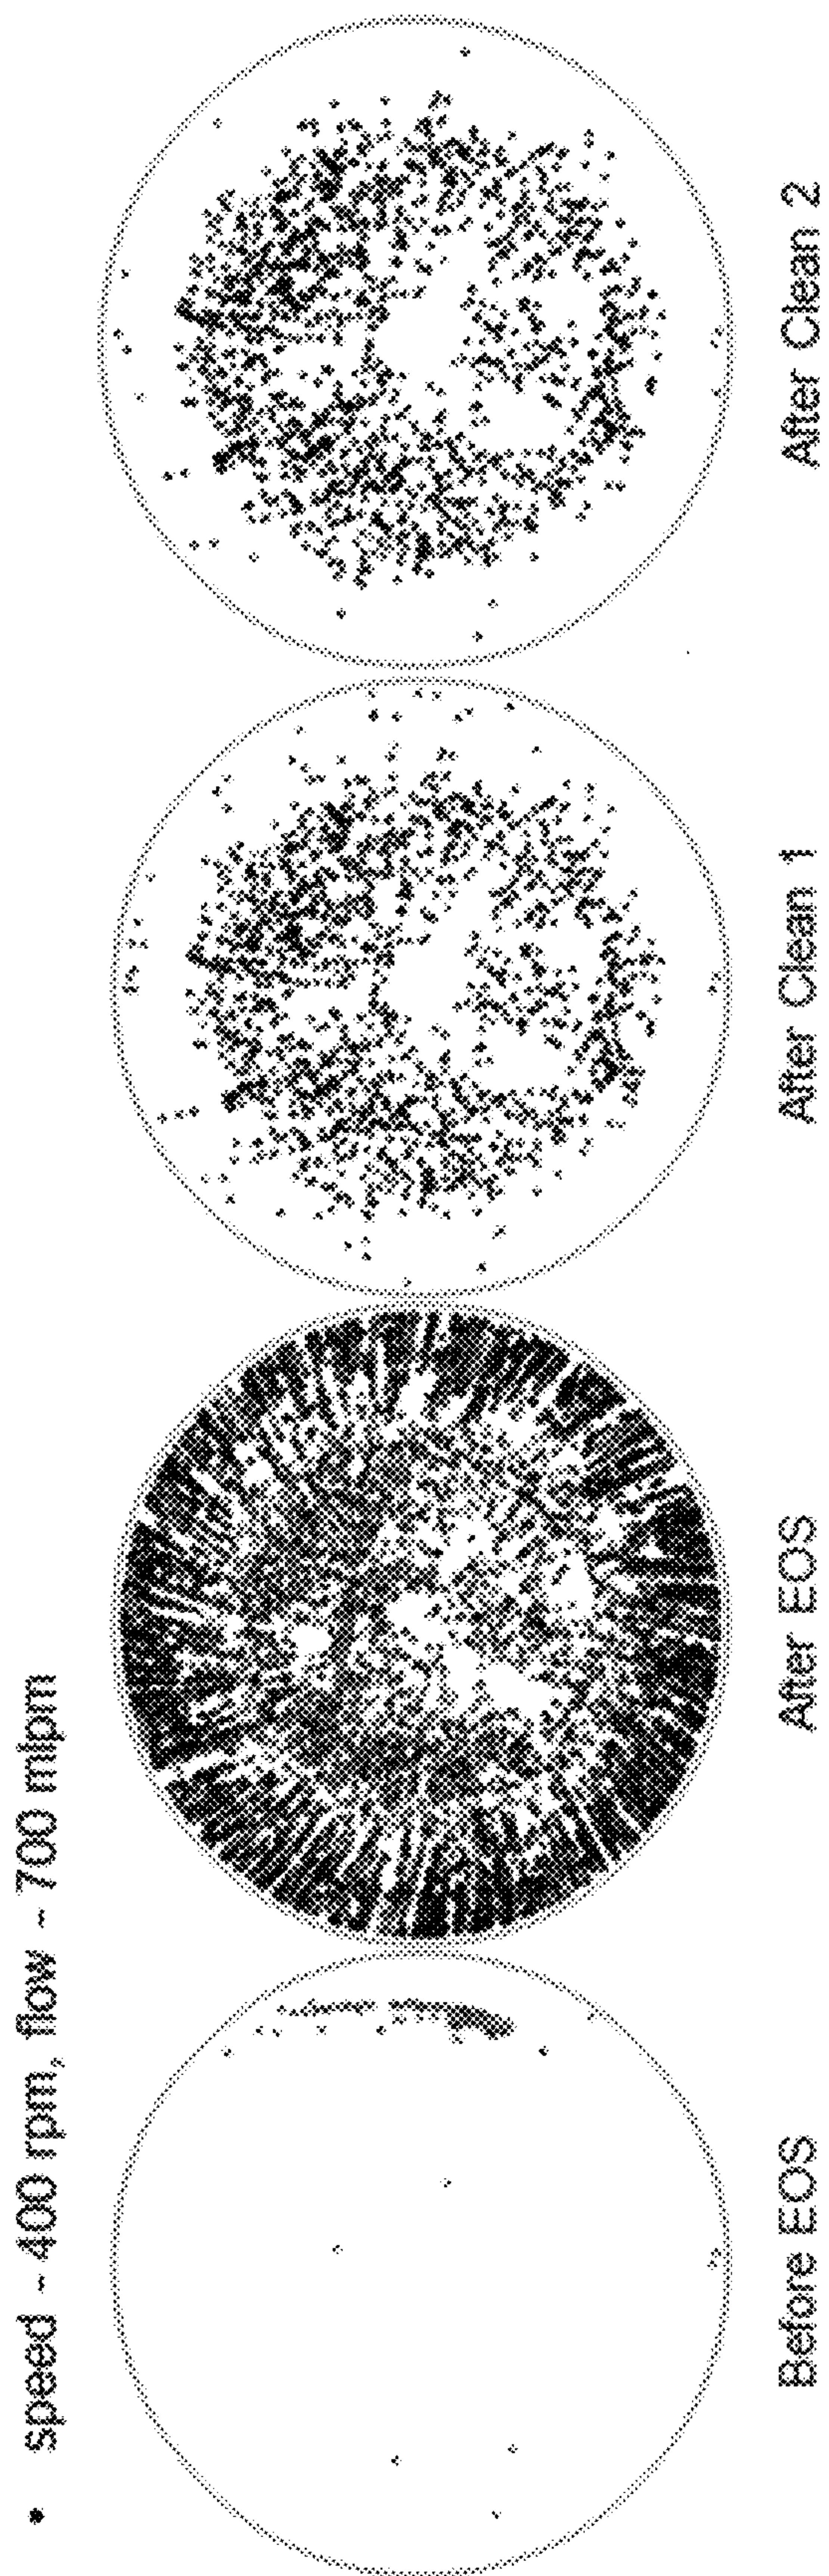 • speed - 400 rpm, flow - 700 mlpm
Before EOS
After EOS
After Clean 1
After Clean 2